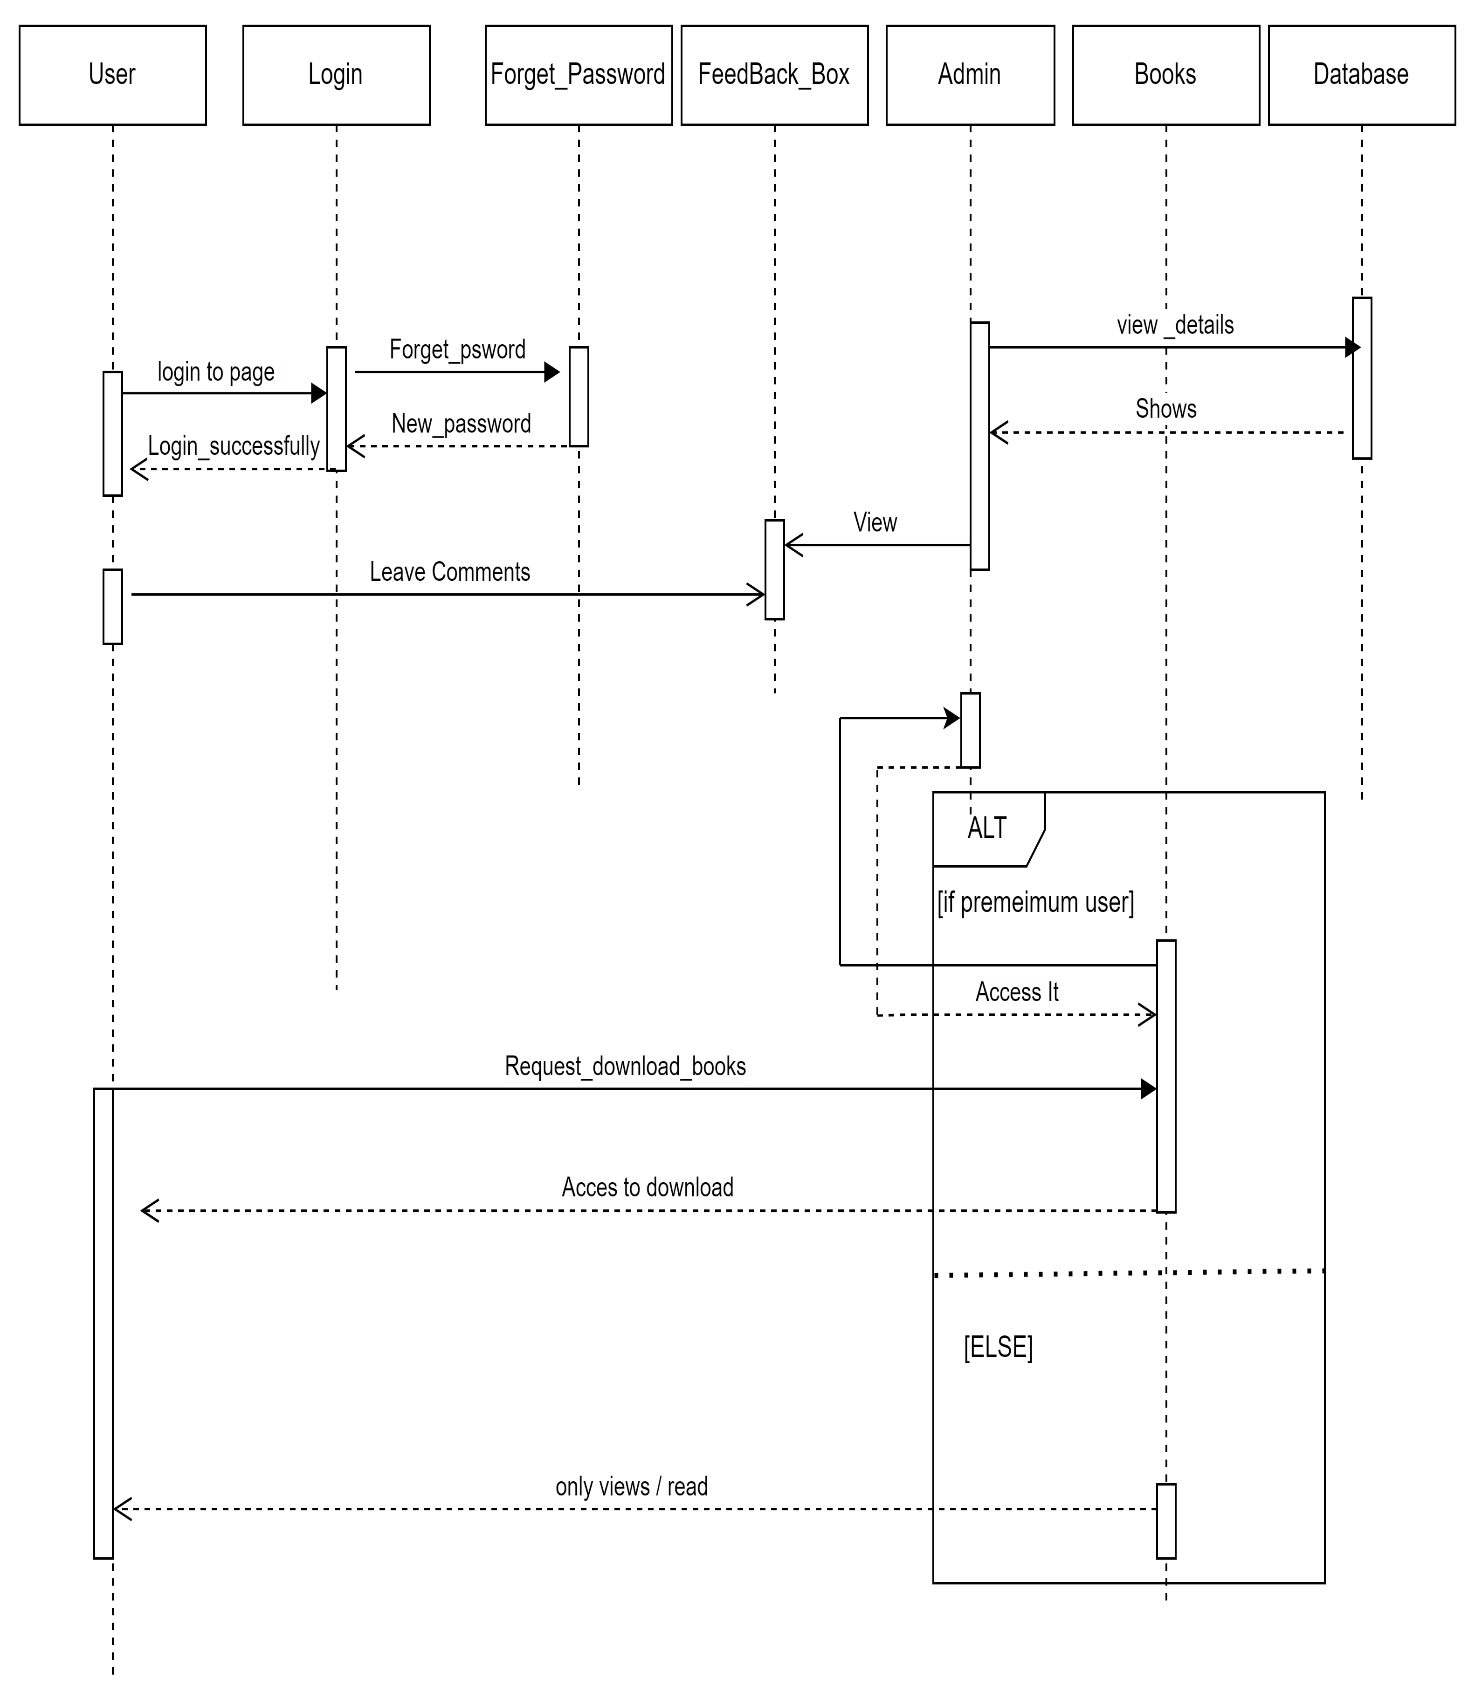 User
Login
Forget_Password
FeedBack_Box
Admin
Books
Database
view _details
Forget_psword
login to page
Shows
New_password
Login_successfully
View
Leave Comments
ALT
[if premeimum user]
Access It
Request_download_books
Acces to download
[ELSE]
only views / read